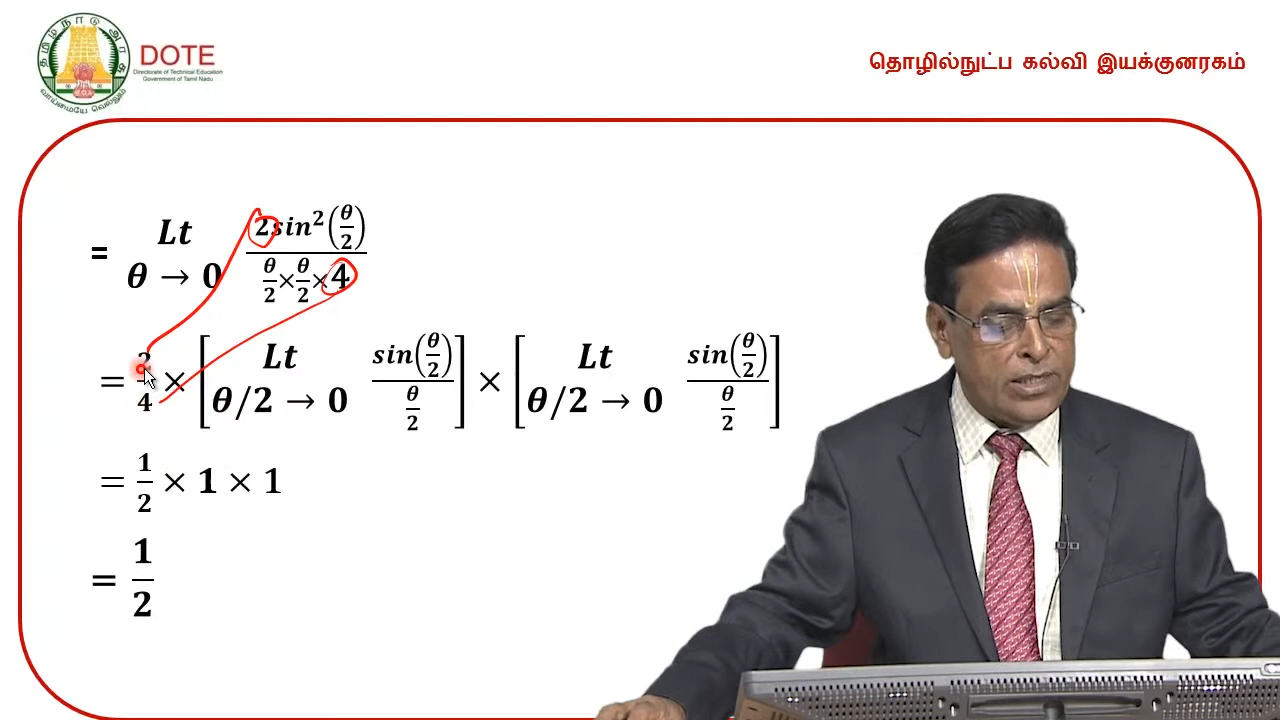 தமிழ்நாடு அரசு
வாய்மையே வெல்லும்
DOTE
Directorate of Technical Education
Government of Tamil Nadu
தொழில்நுட்ப கல்வி இயக்குனரகம்
= Lt θ → 0 2sin²(θ/2) / (θ/2 × θ/2 × 4)
= 2/4 × [Lt θ/2 → 0 sin(θ/2) / (θ/2)] × [Lt θ/2 → 0 sin(θ/2) / (θ/2)]
= 1/2 × 1 × 1
= 1/2